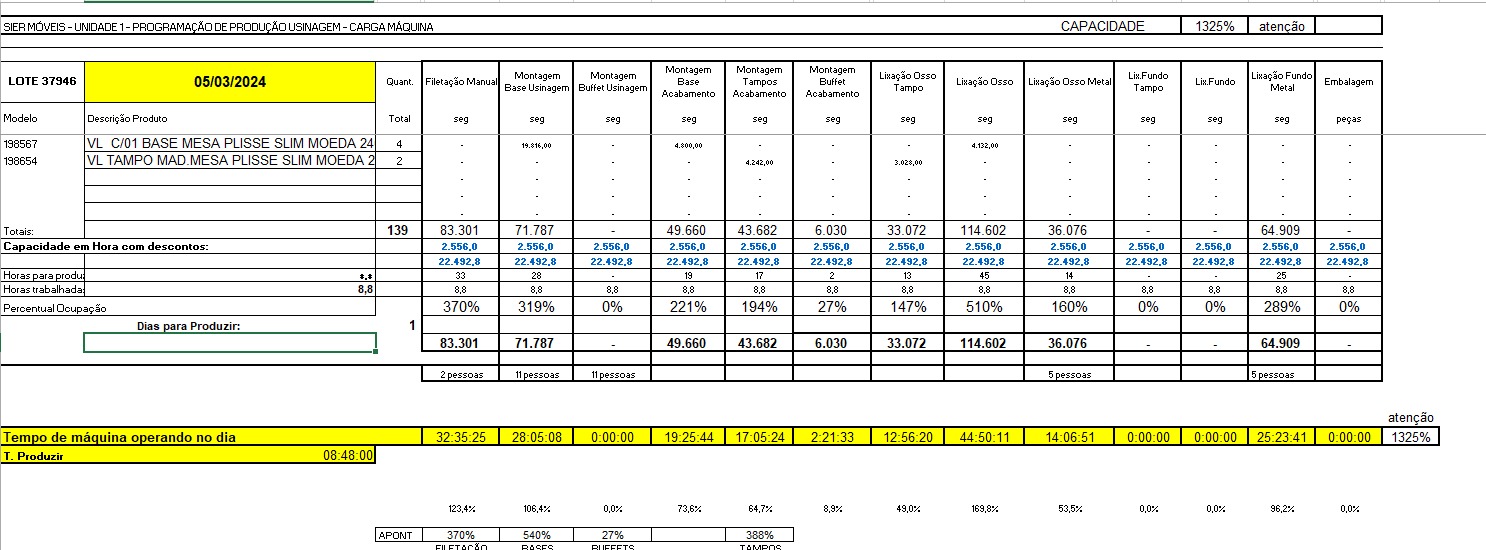 SIER MÓVEIS - UNIDADE 1 - PROGRAMAÇÃO DE PRODUÇÃO USINAGEM - CARGA MÁQUINA CAPACIDADE 1325% atenção
LOTE 37946 05/03/2024 Quant. Filetação Manual Montagem Base Usinagem Montagem Buffet Usinagem Montagem Base Acabamento Montagem Tampos Acabamento Montagem Buffet Acabamento Lixação Osso Tampo Lixação Osso Lixação Osso Metal Lix.Fundo Tampo Lix.Fundo Lixação Fundo Metal Embalagem
Modelo Descrição Produto Total seg seg seg seg seg seg seg seg seg seg seg seg peças
198567 VL C/01 BASE MESA PLISSE SLIM MOEDA 24 4 - 19.816,00 - 4.800,00 - - - 4.132,00 - - - - -
198654 VL TAMPO MAD.MESA PLISSE SLIM MOEDA 2 2 - - - - 4.242,00 - 3.028,00 - - - - - -
- - - - - - - - - - - - -
- - - - - - - - - - - - -
- - - - - - - - - - - - -
Totais: 139 83.301 71.787 - 49.660 43.682 6.030 33.072 114.602 36.076 - - 64.909 -
Capacidade em Hora com descontos: 2.556,0 2.556,0 2.556,0 2.556,0 2.556,0 2.556,0 2.556,0 2.556,0 2.556,0 2.556,0 2.556,0 2.556,0 2.556,0
22.492,8 22.492,8 22.492,8 22.492,8 22.492,8 22.492,8 22.492,8 22.492,8 22.492,8 22.492,8 22.492,8 22.492,8 22.492,8
Horas para produz *,* 33 28 - 19 17 2 13 45 14 - - 25 -
Horas trabalhadas 8,8 8,8 8,8 8,8 8,8 8,8 8,8 8,8 8,8 8,8 8,8 8,8 8,8 8,8
Percentual Ocupação 370% 319% 0% 221% 194% 27% 147% 510% 160% 0% 0% 289% 0%
Dias para Produzir: 1
83.301 71.787 - 49.660 43.682 6.030 33.072 114.602 36.076 - - 64.909 -
2 pessoas 11 pessoas 11 pessoas 5 pessoas 5 pessoas
atenção
Tempo de máquina operando no dia 32:35:25 28:05:08 0:00:00 19:25:44 17:05:24 2:21:33 12:56:20 44:50:11 14:06:51 0:00:00 0:00:00 25:23:41 0:00:00 1325%
T. Produzir 08:48:00
123,4% 106,4% 0,0% 73,6% 64,7% 8,9% 49,0% 169,8% 53,5% 0,0% 0,0% 96,2% 0,0%
APONT 370% 540% 27% 388%
FILETAÇÃO BASES BUFFETS TAMPOS